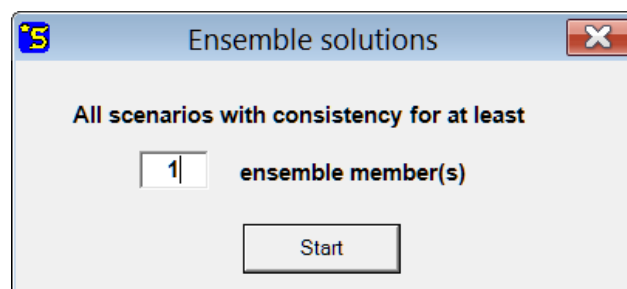 Ensemble solutions
All scenarios with consistency for at least
1 ensemble member(s)
Start